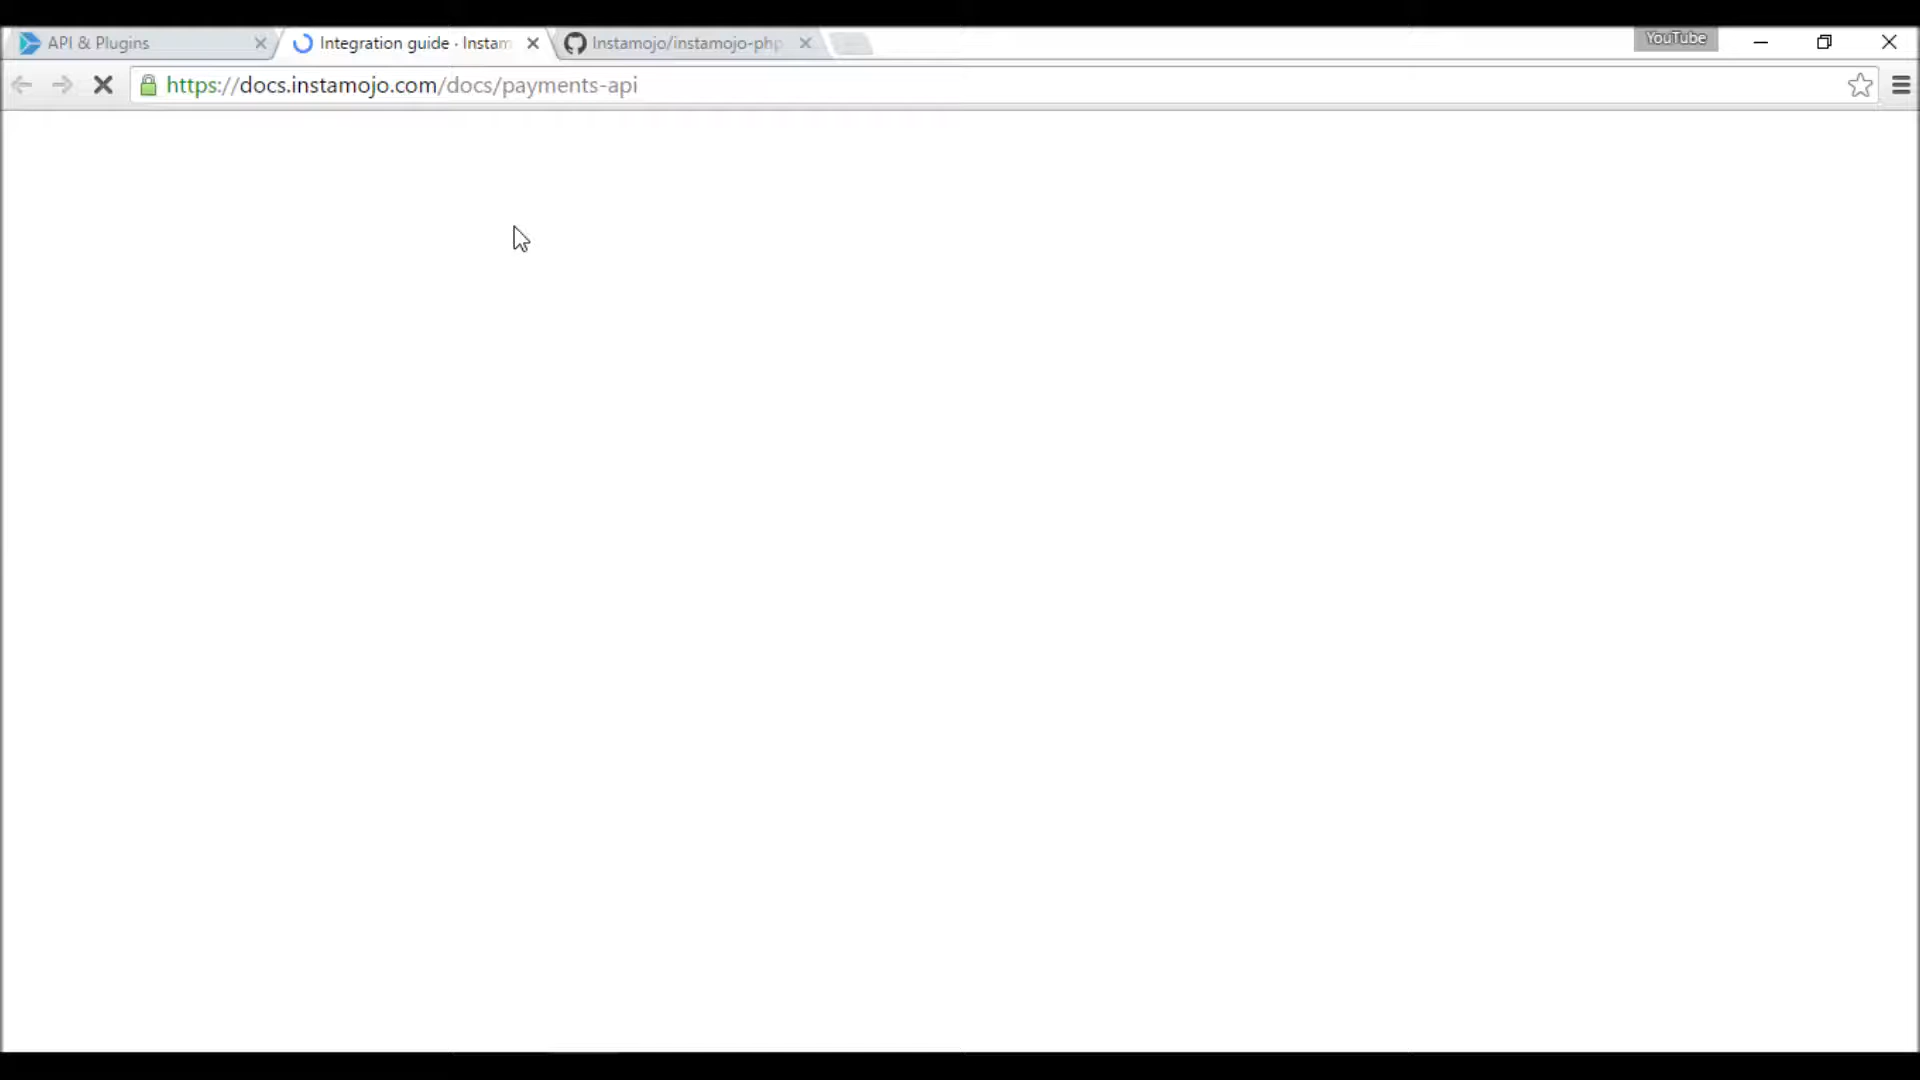 API & Plugins
Integration guide · Instam
Instamojo/instamojo-php
YouTube
https://docs.instamojo.com/docs/payments-api